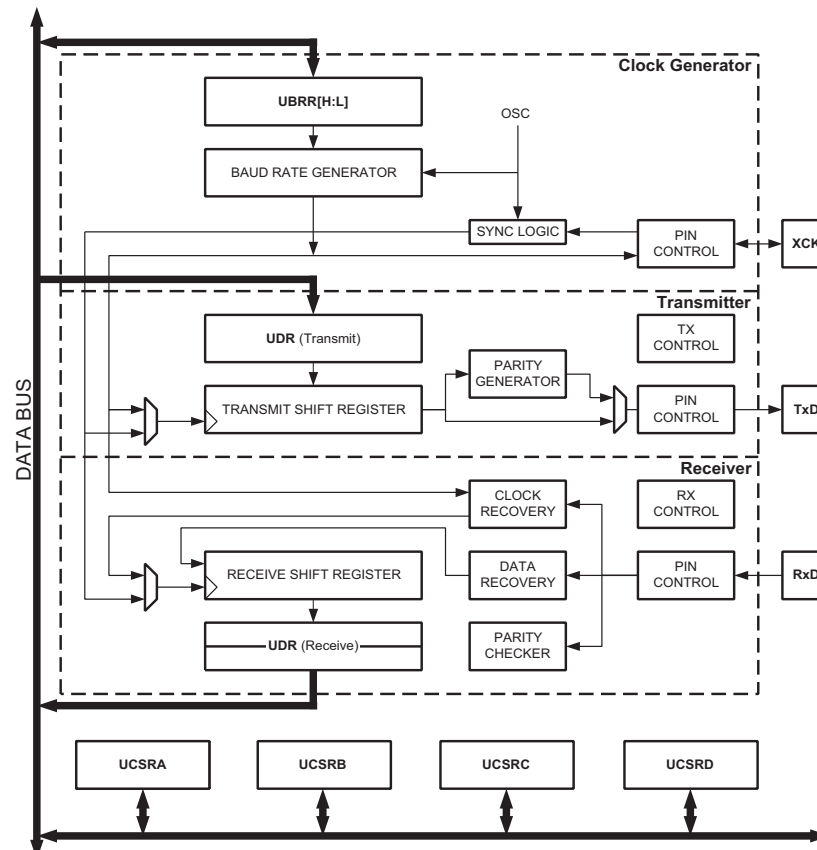 Clock Generator
UBRR[H:L]
OSC
BAUD RATE GENERATOR
SYNC LOGIC
PIN
CONTROL
XCK
Transmitter
UDR (Transmit)
TX
CONTROL
PARITY
GENERATOR
TRANSMIT SHIFT REGISTER
PIN
CONTROL
TxD
DATA BUS
Receiver
CLOCK
RECOVERY
RX
CONTROL
RECEIVE SHIFT REGISTER
DATA
RECOVERY
PIN
CONTROL
RxD
UDR (Receive)
PARITY
CHECKER
UCSRA
UCSRB
UCSRC
UCSRD